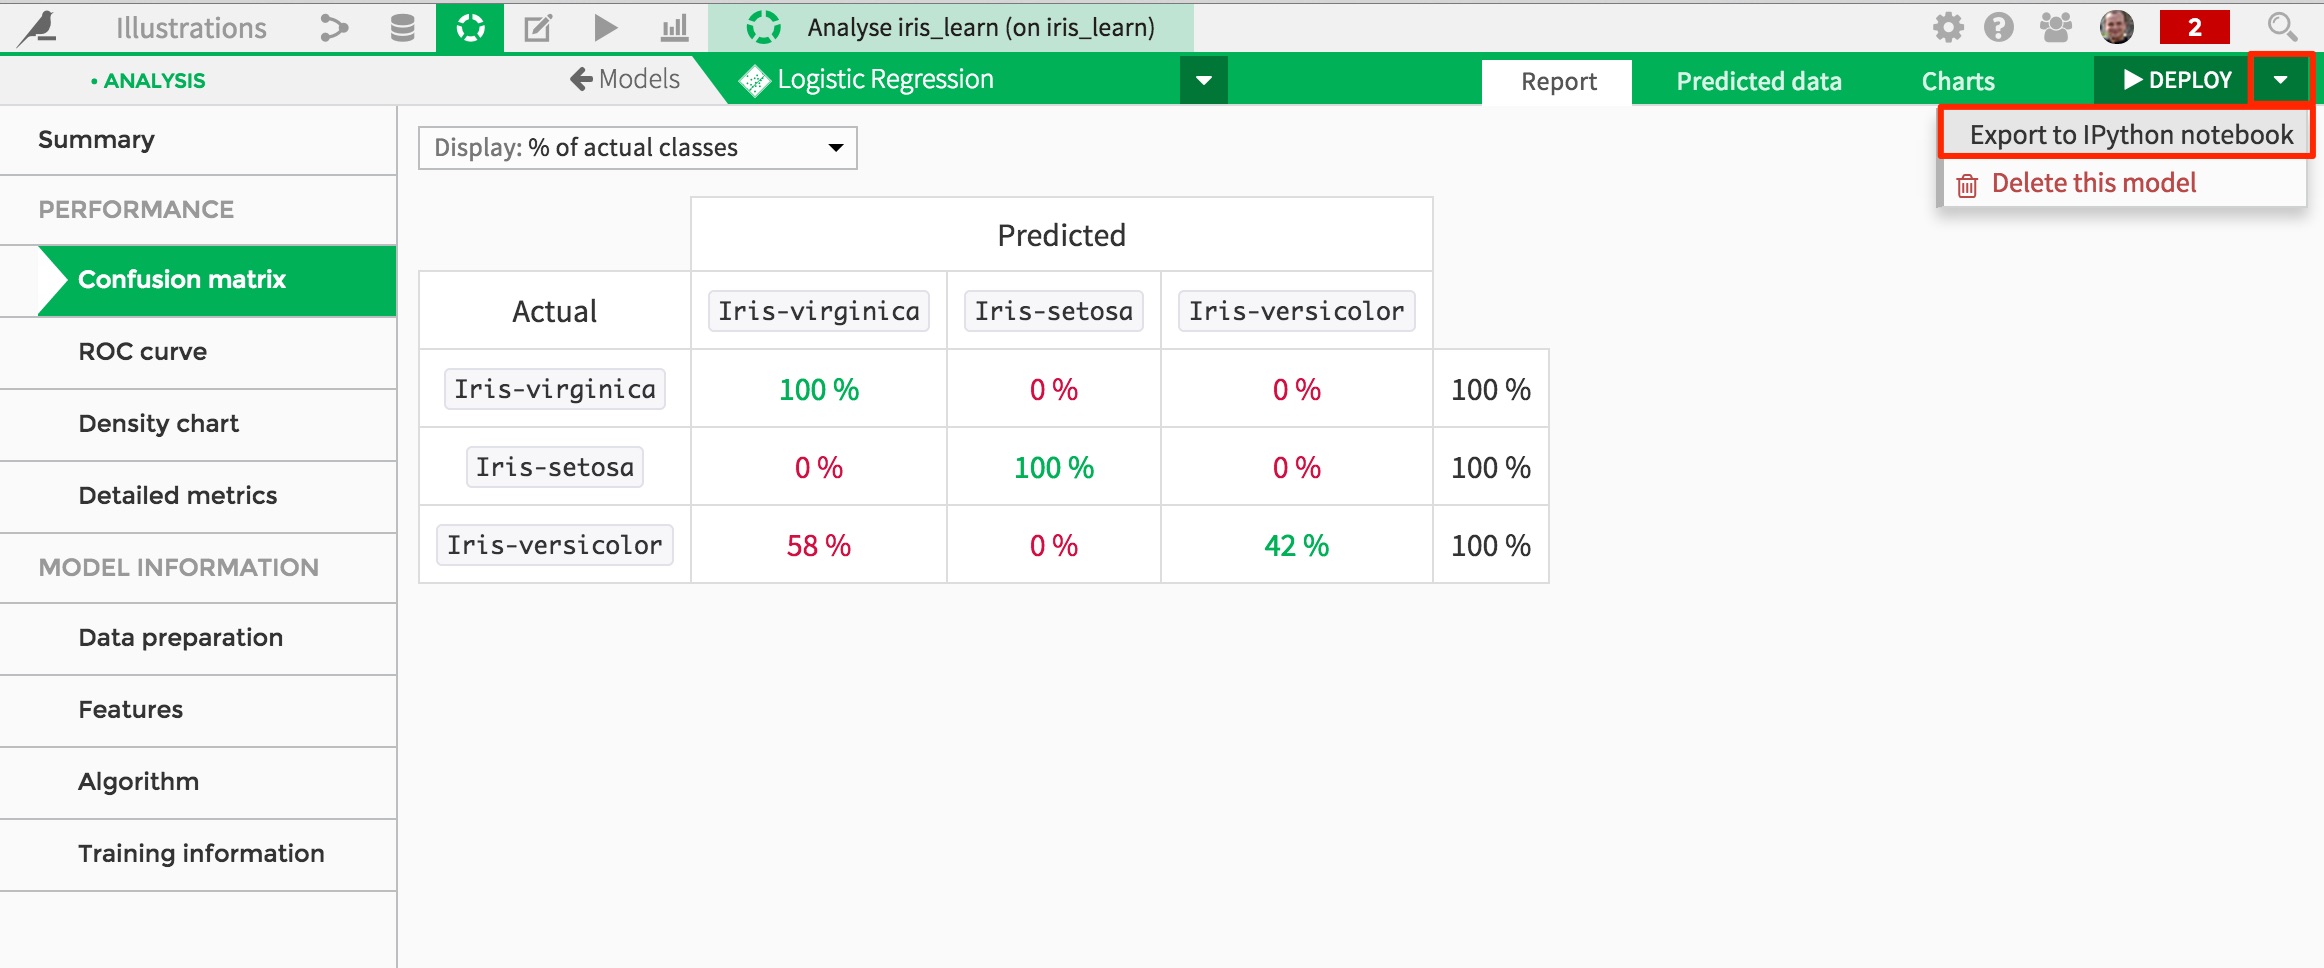 Illustrations
Analyse iris_learn (on iris_learn)
2
• ANALYSIS
Models
Logistic Regression
Report
Predicted data
Charts
DEPLOY
Export to IPython notebook
Delete this model
Summary
PERFORMANCE
Confusion matrix
ROC curve
Density chart
Detailed metrics
MODEL INFORMATION
Data preparation
Features
Algorithm
Training information
Display: % of actual classes
Predicted
Actual Iris-virginica Iris-setosa Iris-versicolor
Iris-virginica 100 % 0 % 0 % 100 %
Iris-setosa 0 % 100 % 0 % 100 %
Iris-versicolor 58 % 0 % 42 % 100 %